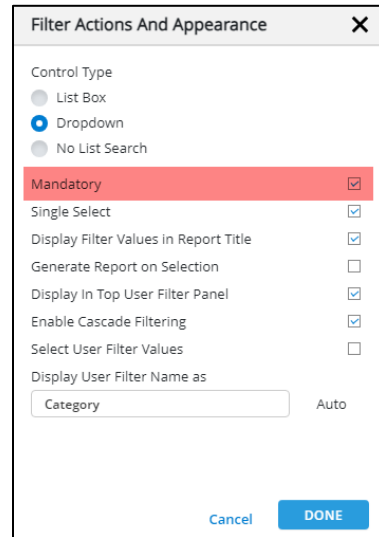 Filter Actions And Appearance
Control Type
List Box
Dropdown
No List Search
Mandatory
Single Select
Display Filter Values in Report Title
Generate Report on Selection
Display In Top User Filter Panel
Enable Cascade Filtering
Select User Filter Values
Display User Filter Name as
Category Auto
Cancel DONE